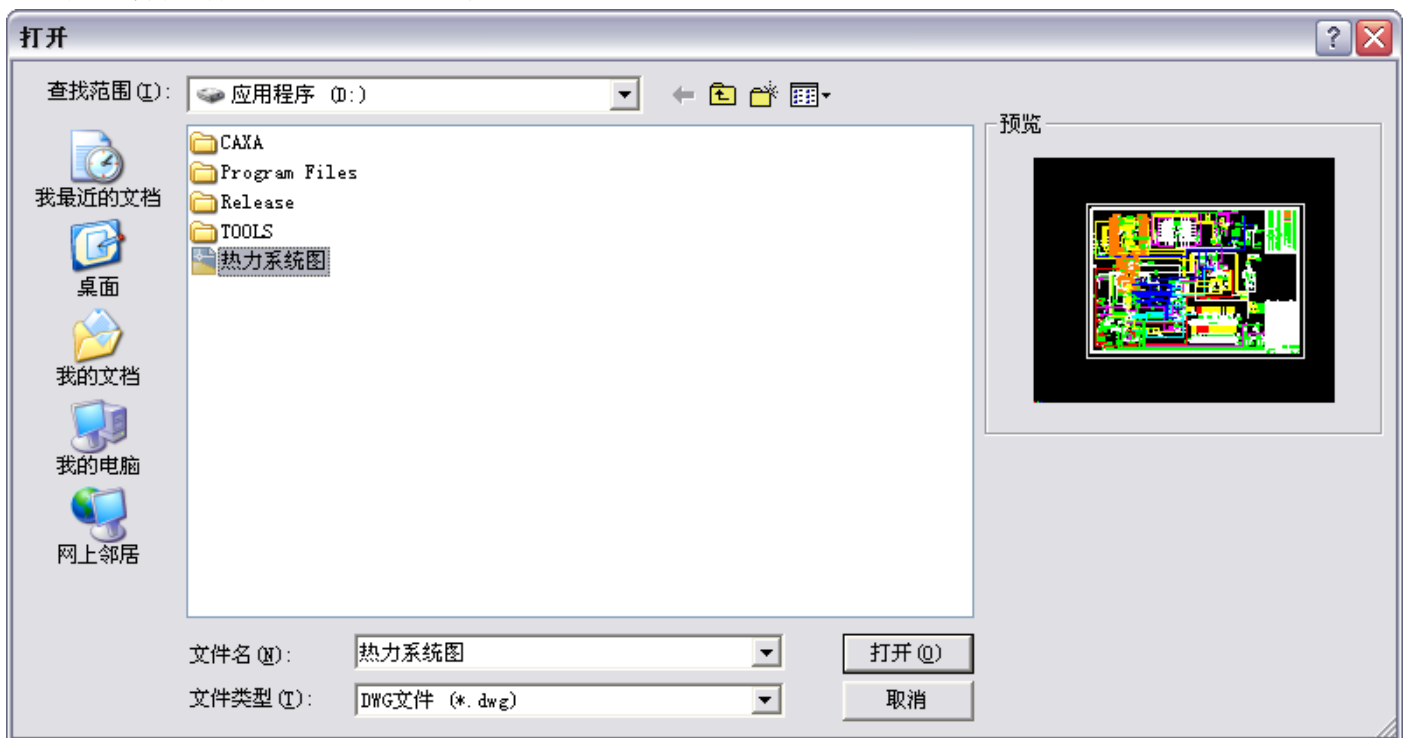 打开
查找范围(I):
应用程序 (D:)
预览
CAXA
Program Files
Release
TOOLS
热力系统图
我最近的文档
桌面
我的文档
我的电脑
网上邻居
文件名(N):
热力系统图
打开(O)
文件类型(T):
DWG文件 (*.dwg)
取消